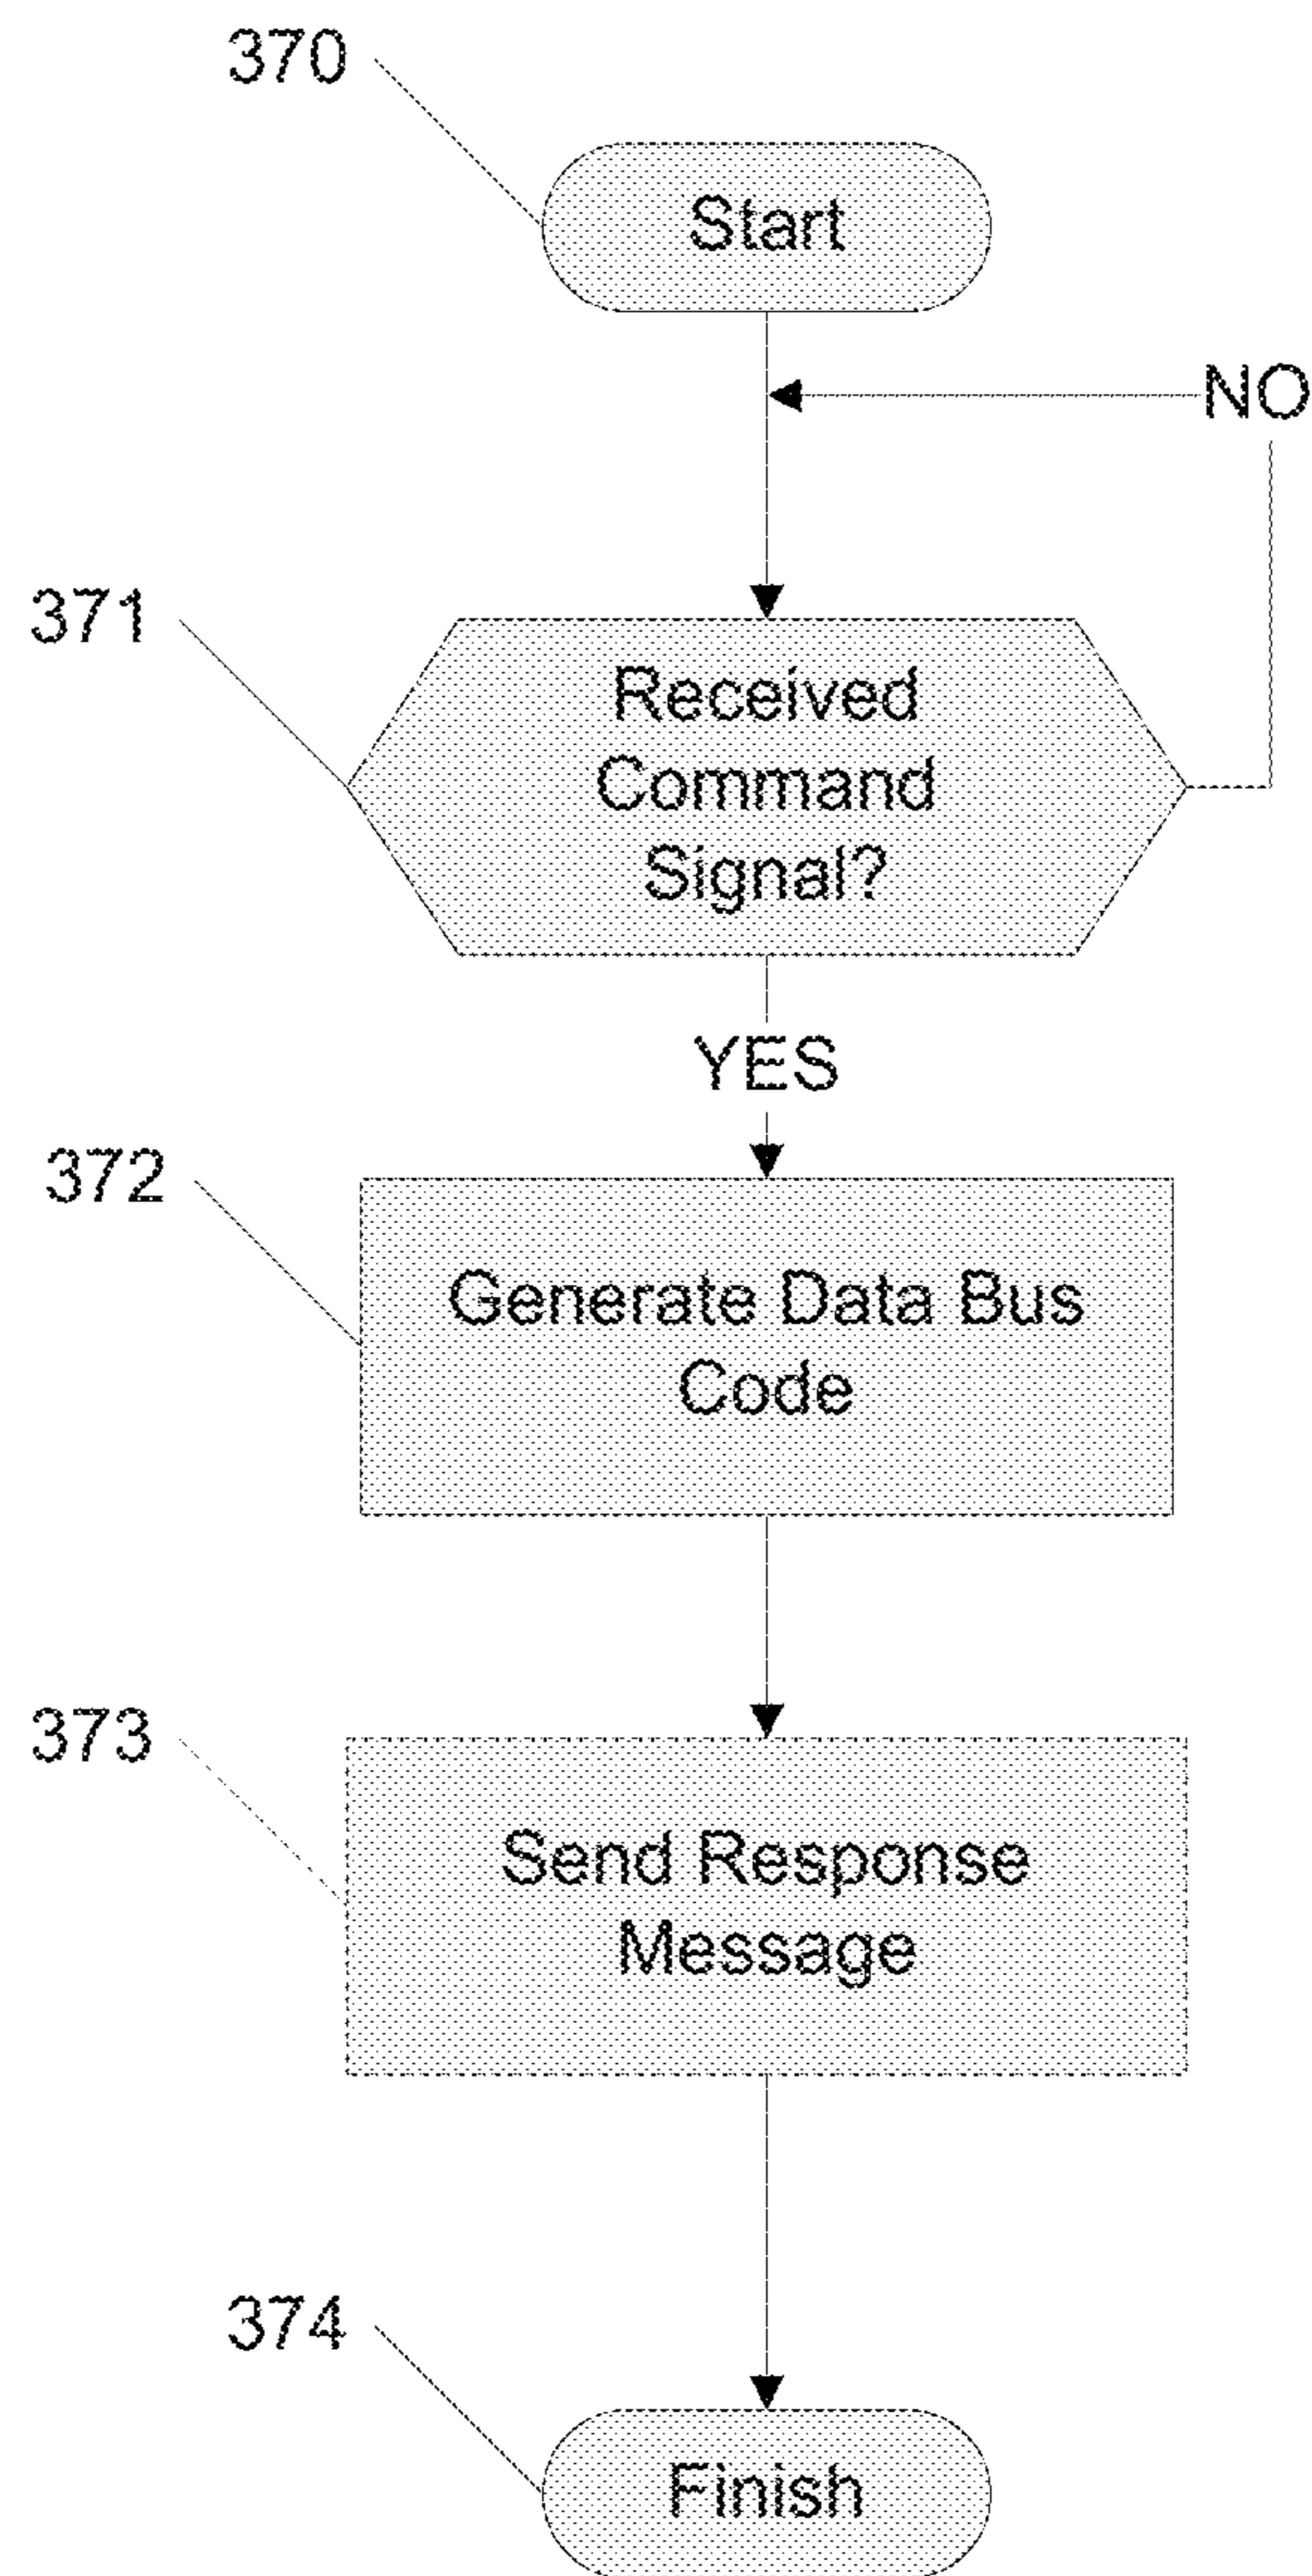 370
Start
NO
371
Received
Command
Signal?
YES
372
Generate Data Bus
Code
373
Send Response
Message
374
Finish